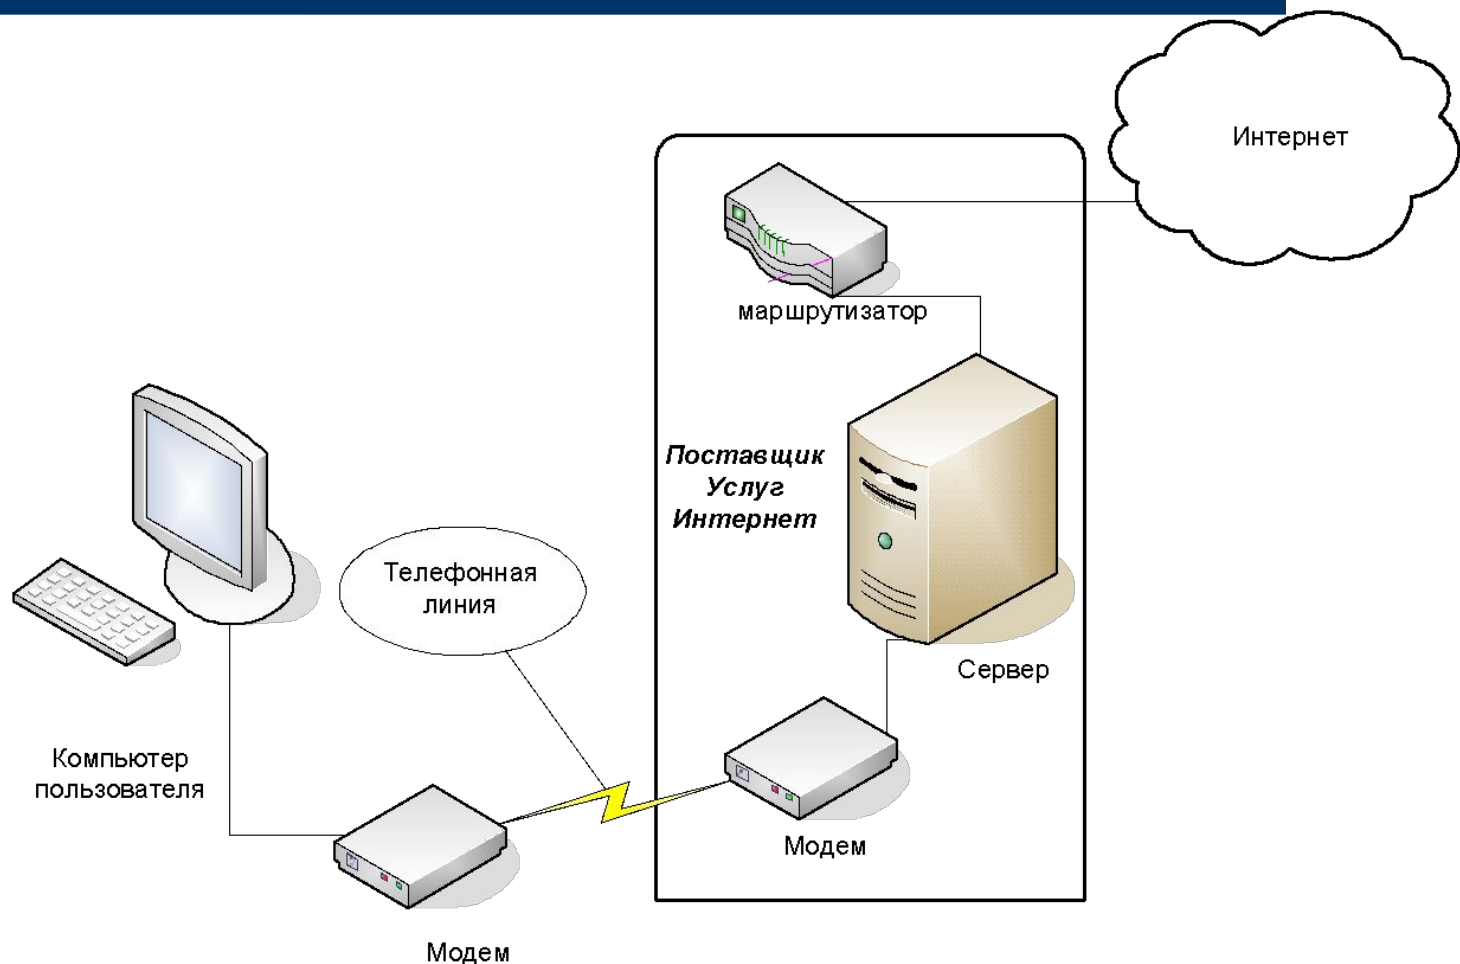 Интернет
маршрутизатор
Поставщик
Услуг
Интернет
Телефонная
линия
Сервер
Компьютер
пользователя
Модем
Модем